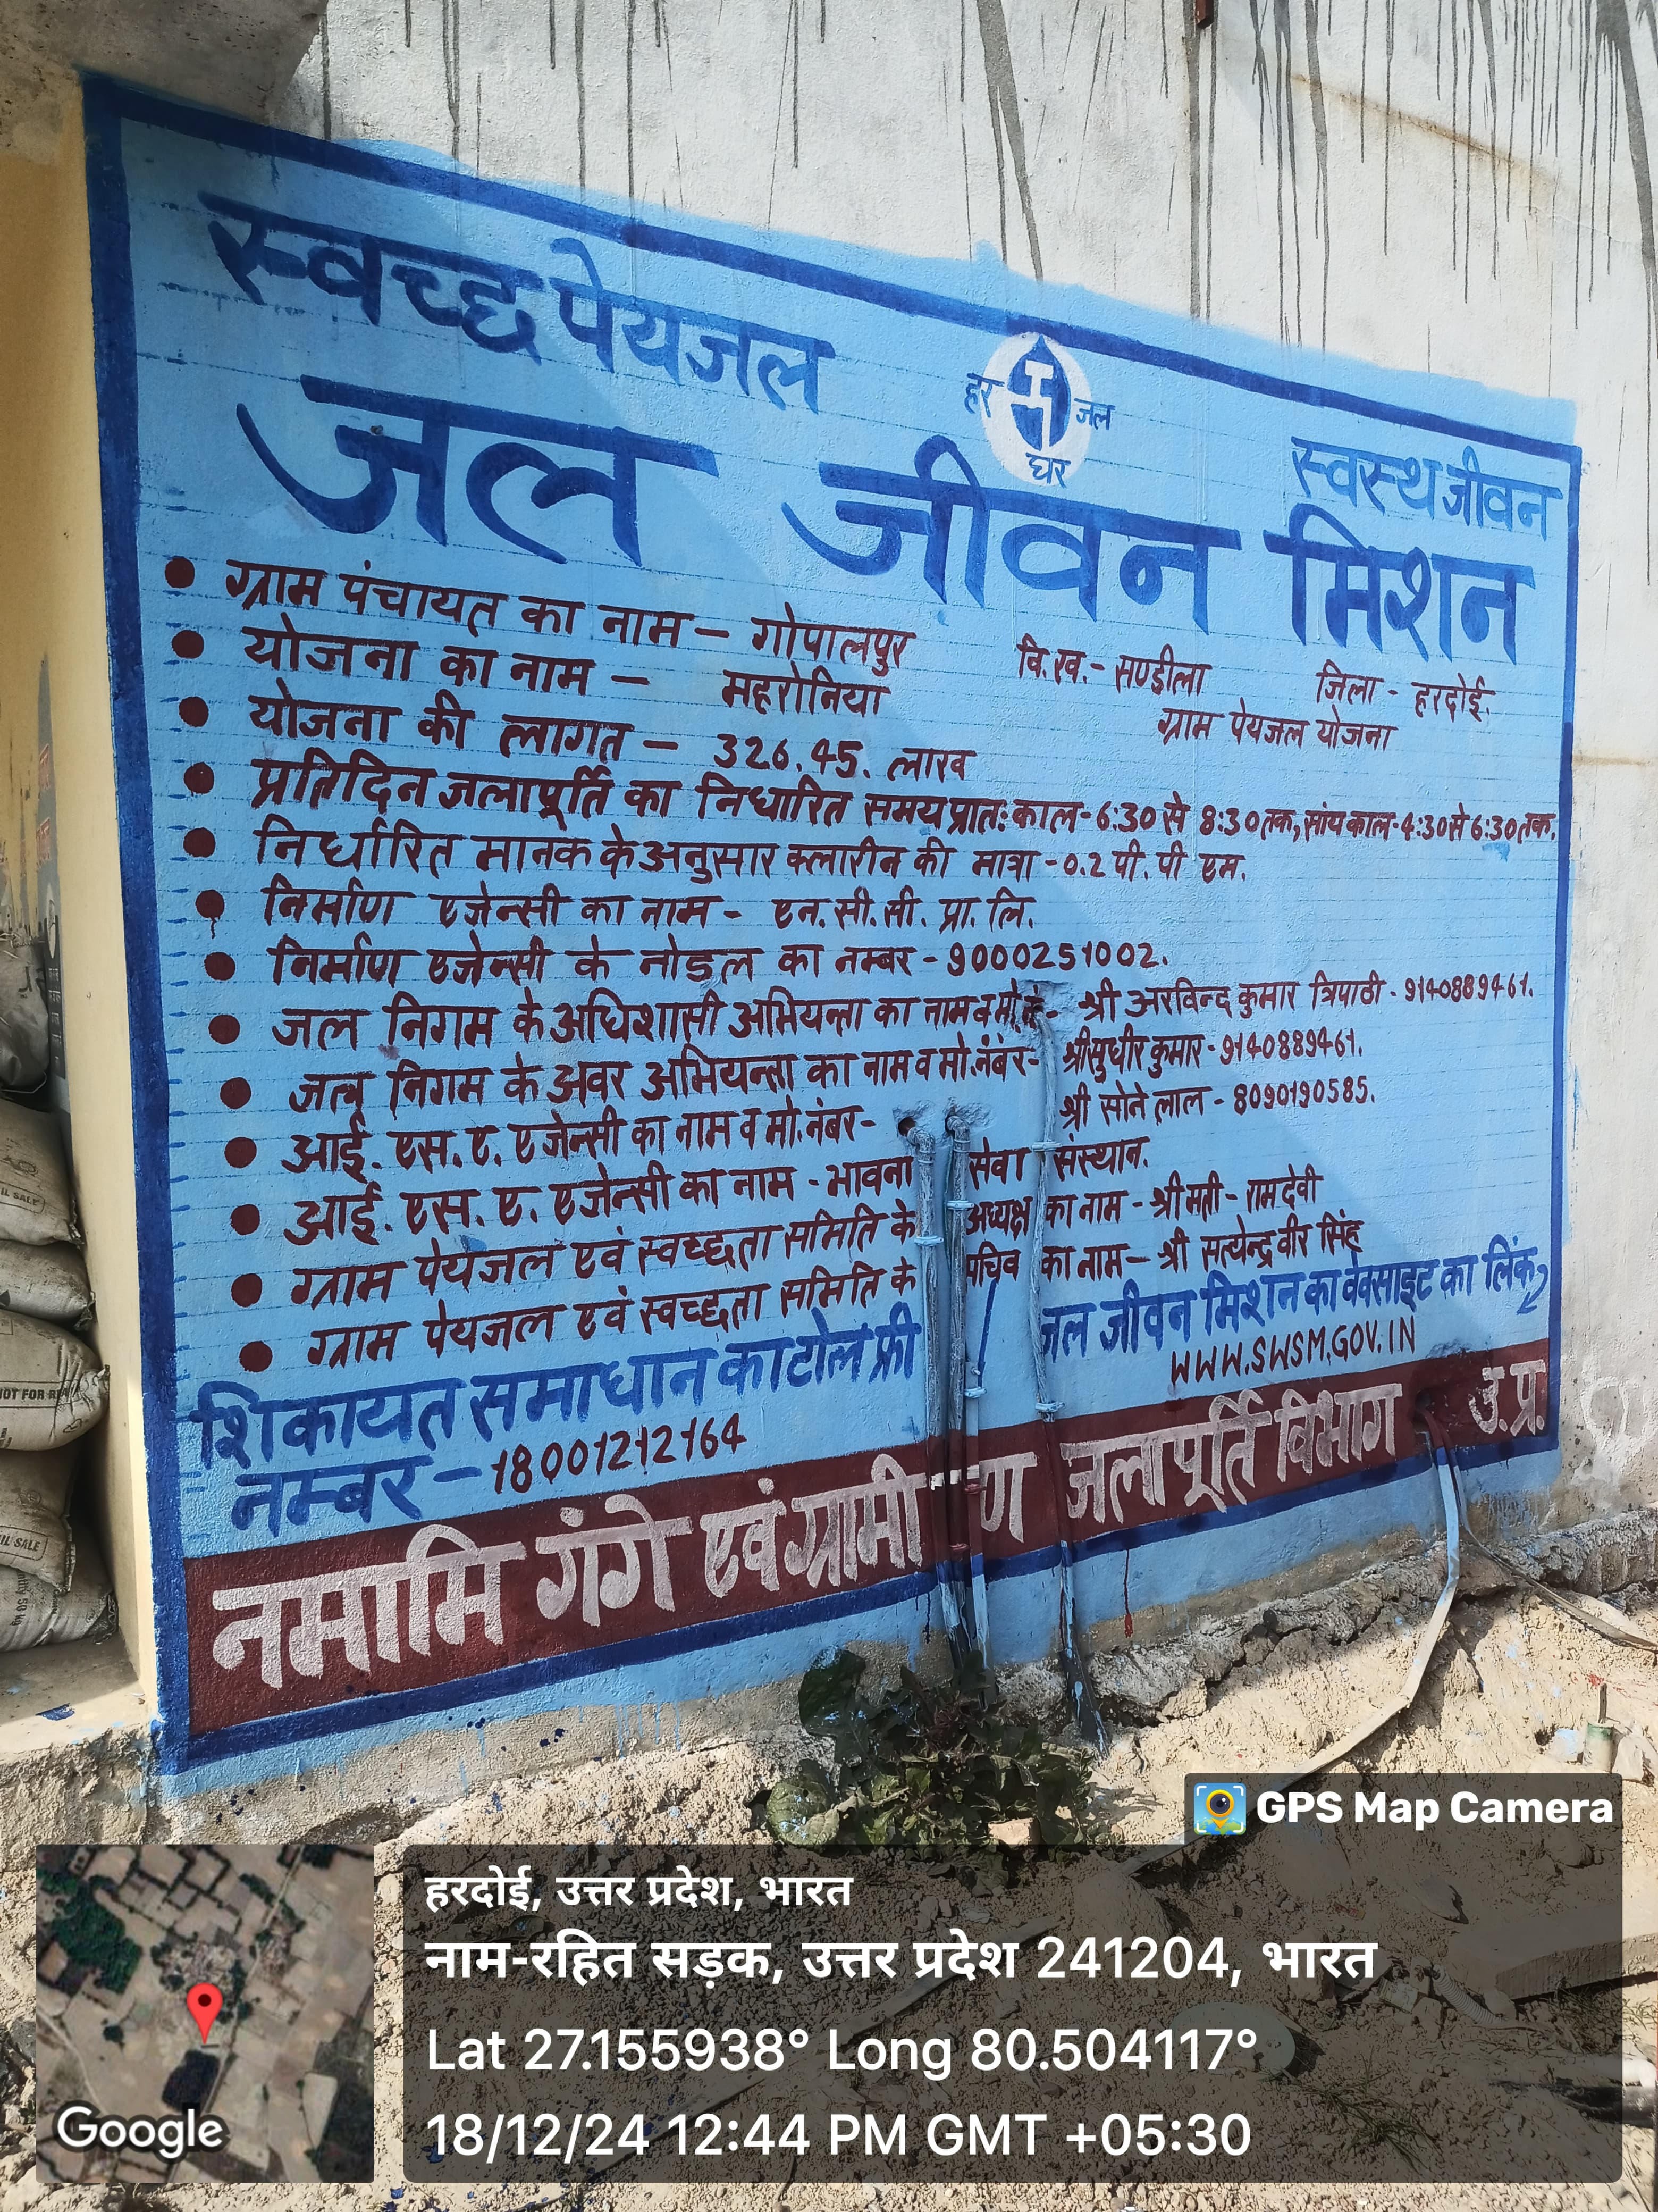 स्वच्छ पेयजल
हर जल
घर
स्वस्थ जीवन
जल जीवन मिशन
• ग्राम पंचायत का नाम – गोपालपुर वि.ख.- सण्डीला जिला - हरदोई.
• योजना का नाम – महरोनिया ग्राम पेयजल योजना
• योजना की लागत – 326.45. लाख
• प्रतिदिन जलापूर्ति का निधारित समय प्रातः काल - 6:30 से 8:30 तक, सांय काल - 4:30 से 6:30 तक.
• निर्धारित मानक के अनुसार क्लारीन की मात्रा - 0.2 पी. पी एम.
• निर्माण एजेन्सी का नाम - एन. सी. सी. प्रा. लि.
• निर्माण एजेन्सी के नोडल का नम्बर - 9000251002.
• जल निगम के अधिशासी अभियन्ता का नाम व मो. - श्री अरविन्द कुमार त्रिपाठी - 9140889461.
• जल निगम के अवर अभियन्ता का नाम व मो. नंबर - श्री सुधीर कुमार - 9140889461.
• आई. एस. ए. एजेन्सी का नाम व मो. नंबर - श्री सोने लाल - 8090190585.
• आई. एस. ए. एजेन्सी का नाम - भावना सेवा संस्थान.
• ग्राम पेयजल एवं स्वच्छता समिति के अध्यक्ष का नाम - श्रीमती - रामदेवी
• ग्राम पेयजल एवं स्वच्छता समिति के सचिव का नाम – श्री सत्येन्द्र वीर सिंह
शिकायत समाधान का टोल फ्री
नम्बर – 18001212164
जल जीवन मिशन का वेबसाइट का लिंक
WWW.SWSM.GOV.IN
नमामि गंगे एवं ग्रामीण जलापूर्ति विभाग उ.प्र.
GPS Map Camera
हरदोई, उत्तर प्रदेश, भारत
नाम-रहित सड़क, उत्तर प्रदेश 241204, भारत
Lat 27.155938° Long 80.504117°
18/12/24 12:44 PM GMT +05:30
Google